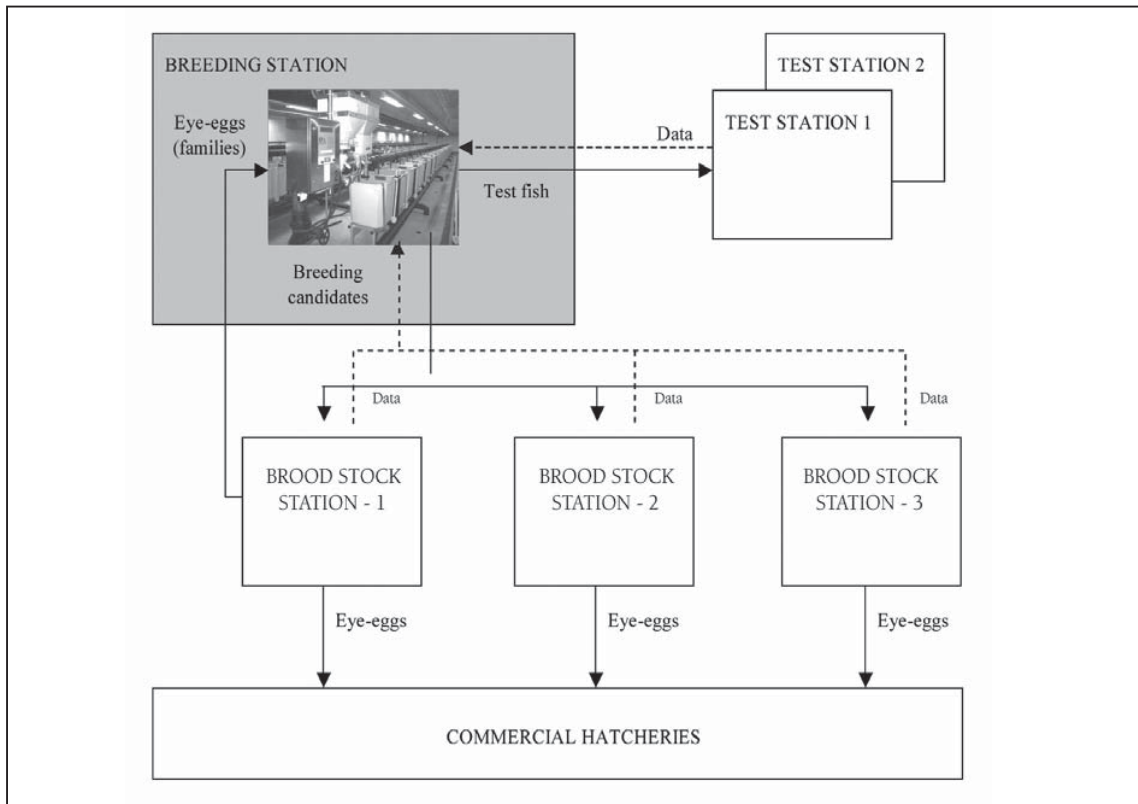 BREEDING STATION
Eye-eggs
(families)
TEST STATION 2
TEST STATION 1
Data
Test fish
Breeding
candidates
Data
Data
Data
BROOD STOCK
STATION - 1
BROOD STOCK
STATION - 2
BROOD STOCK
STATION - 3
Eye-eggs
Eye-eggs
Eye-eggs
COMMERCIAL HATCHERIES